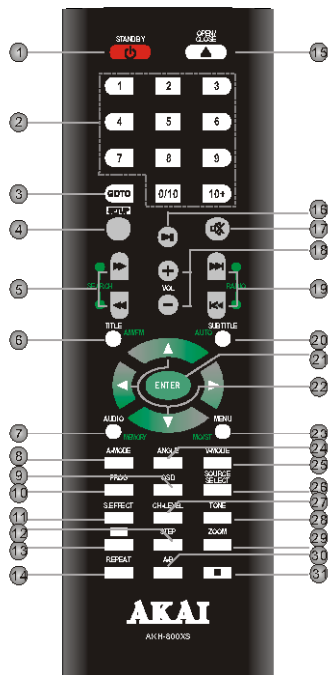 STANDBY OPEN/
CLOSE
1 15
1 2 3
2 4 5 6
7 8 9
3 GOTO 0/10 10+
SETUP 16
4 17
18
5 SEARCH + VOL − RADIO 19
TITLE AM/FM AUTO SUBTITLE
6 20
21
ENTER
22
AUDIO MEMORY MO/ST MENU
7 23
24
8 A-MODE ANGLE V-MODE 25
9
10 PROG OSD SOURCE
SELECT 26
27
11 S.EFFECT CH-LEVEL TONE 28
12
13 STEP ZOOM 29
30
14 REPEAT A-B 31
AKAI
AKH-800XS